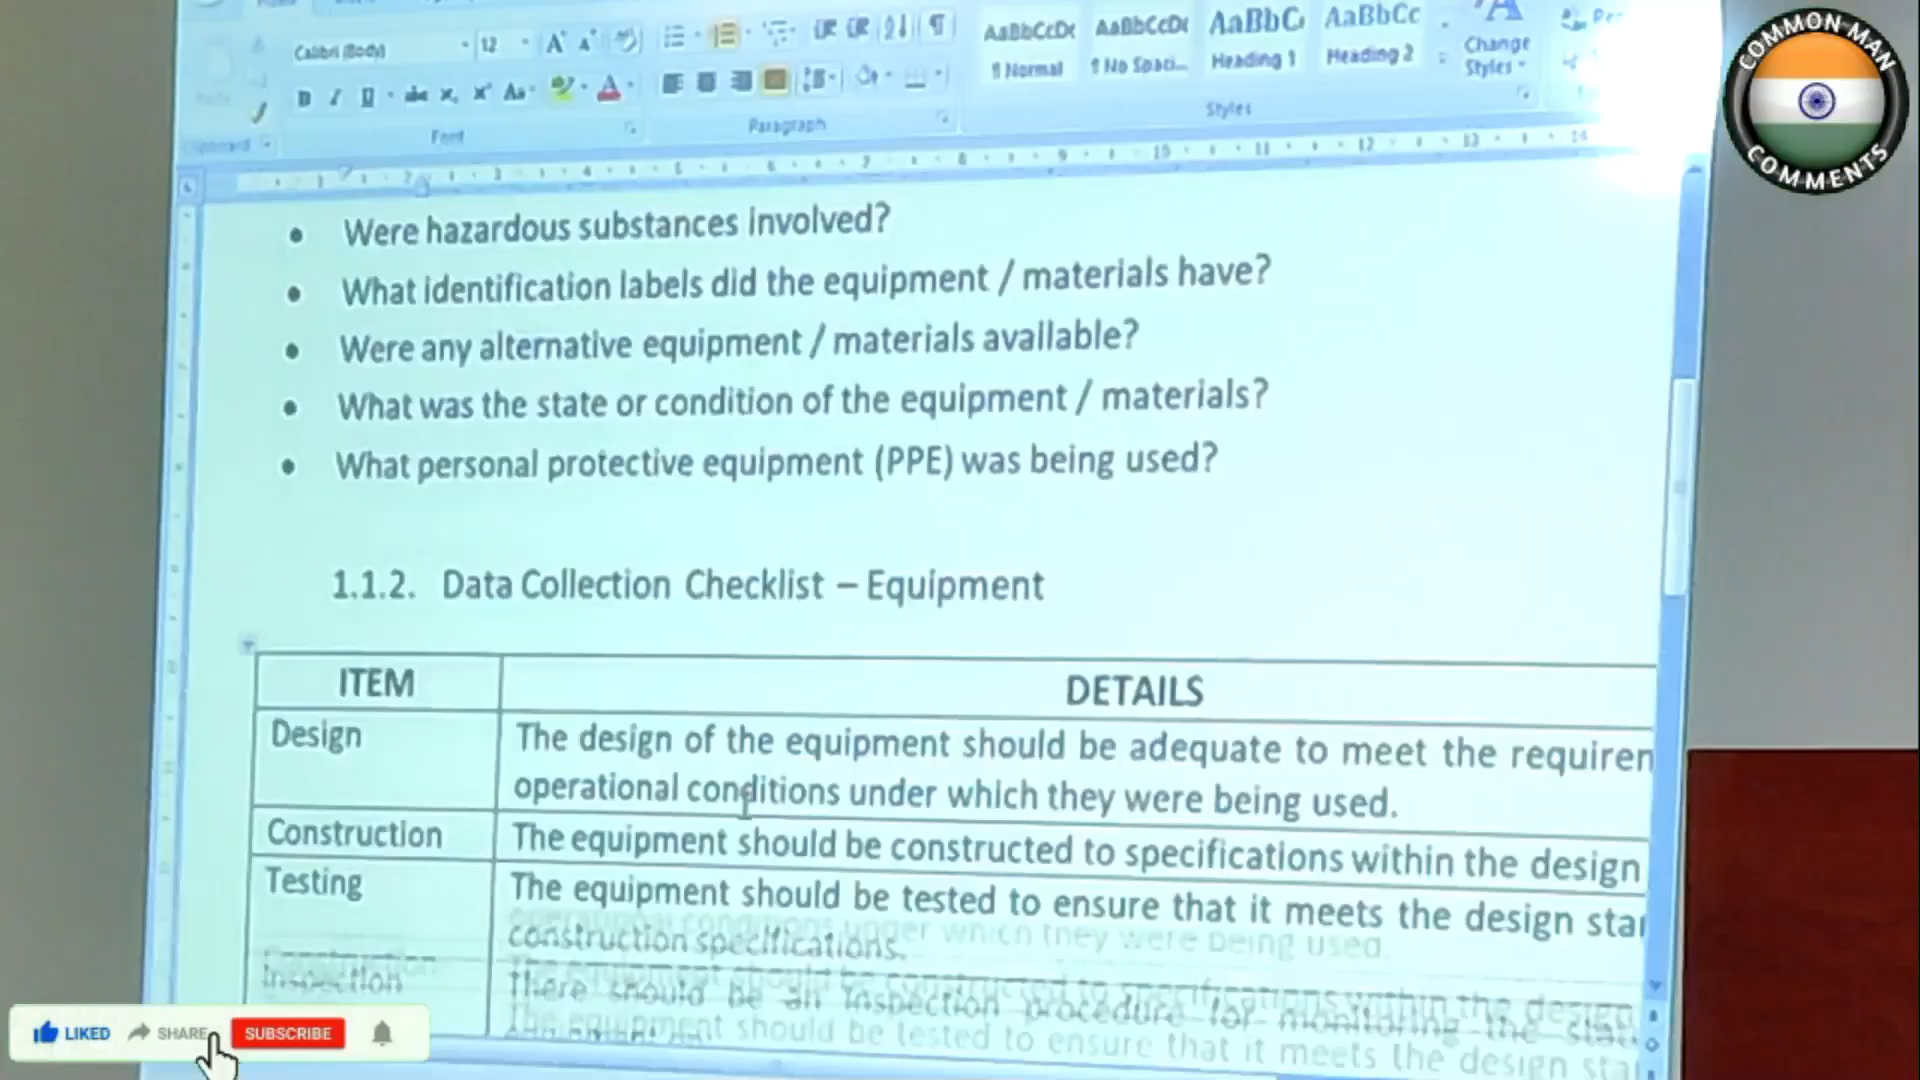 Calibri (Body)
12
AaBbCcDc
AaBbCcDc
AaBbC
AaBbCc
Normal
No Spaci...
Heading 1
Heading 2
Change
Styles
Font
Paragraph
Styles
COMMON MAN
COMMENTS
• Were hazardous substances involved?
• What identification labels did the equipment / materials have?
• Were any alternative equipment / materials available?
• What was the state or condition of the equipment / materials?
• What personal protective equipment (PPE) was being used?
1.1.2. Data Collection Checklist – Equipment
ITEM
DETAILS
Design
The design of the equipment should be adequate to meet the requirem
operational conditions under which they were being used.
Construction
The equipment should be constructed to specifications within the design
Testing
The equipment should be tested to ensure that it meets the design star
construction specifications.
Inspection
There should be an inspection procedure for monitoring the
LIKED
SHARE
SUBSCRIBE